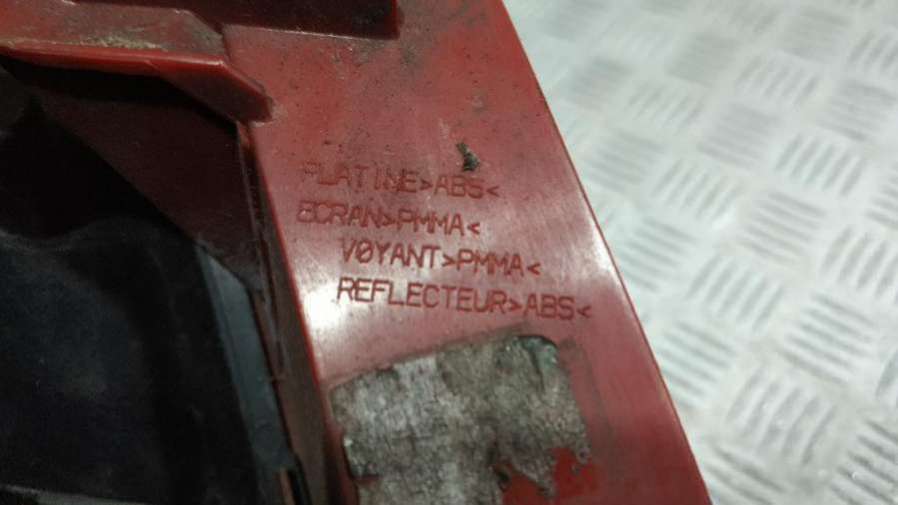 PLATINE>ABS<
ECRAN>PMMA<
VØYANT>PMMA<
REFLECTEUR>ABS<